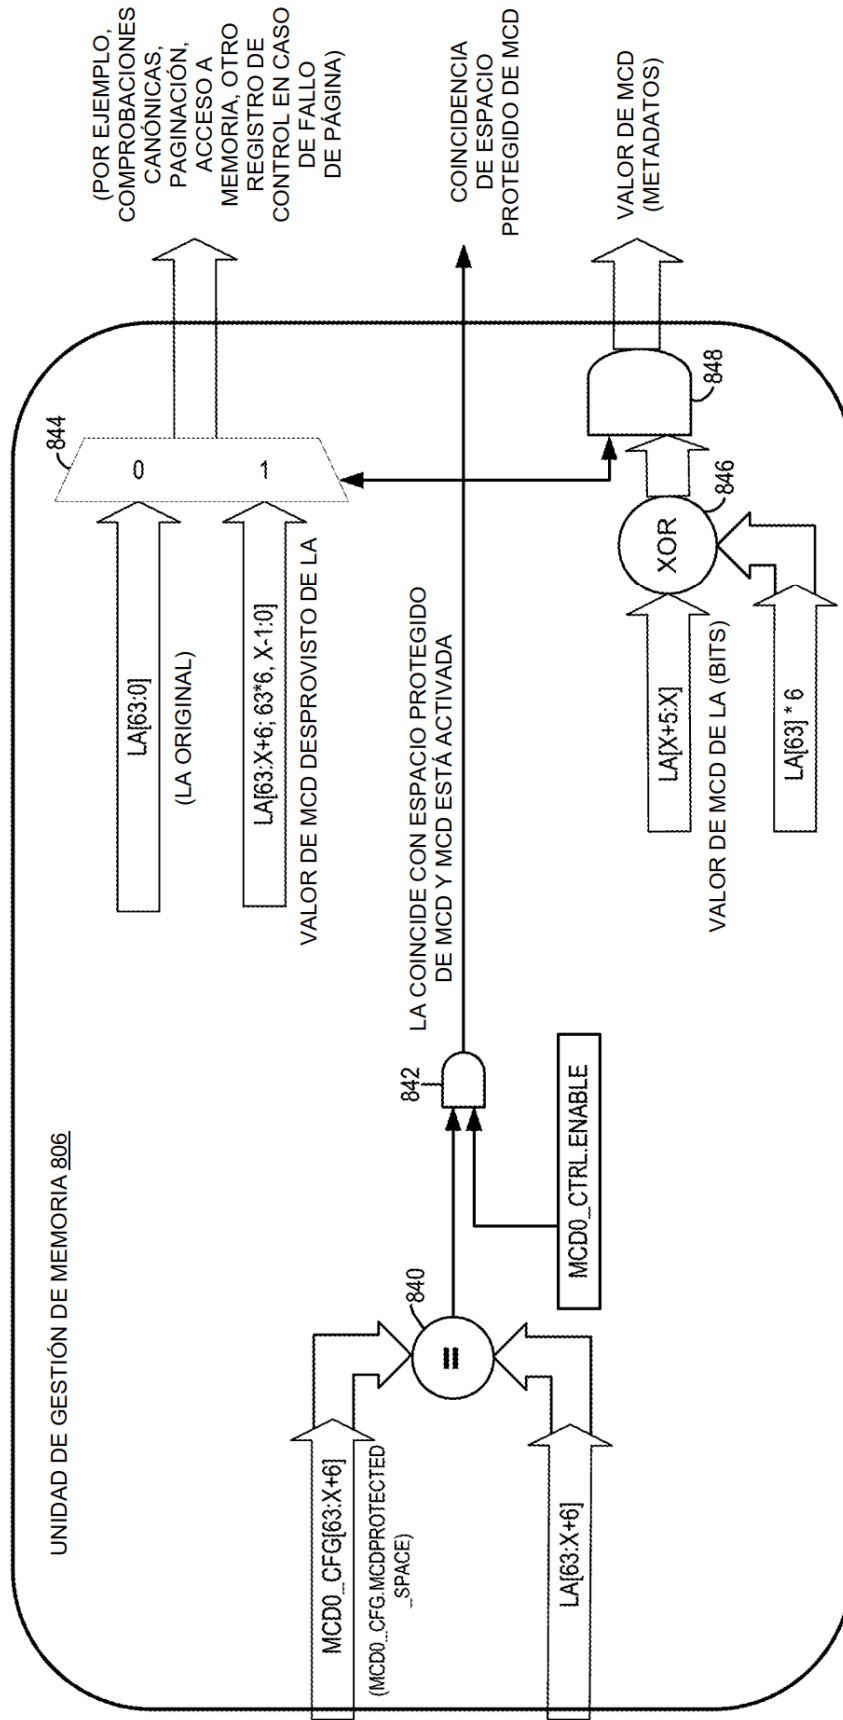 UNIDAD DE GESTIÓN DE MEMORIA 806
MCD0_CFG[63:X+6]
(MCD0_CFG.MCDPROTECTED
_SPACE)
LA[63:X+6]
=
840
842
MCD0_CTRL.ENABLE
LA COINCIDE CON ESPACIO PROTEGIDO
DE MCD Y MCD ESTÁ ACTIVADA
LA[63:0]
(LA ORIGINAL)
LA[63:X+6; 63*6, X-1:0]
VALOR DE MCD DESPROVISTO DE LA
0
1
844
LA[X+5:X]
VALOR DE MCD DE LA (BITS)
LA[63] * 6
XOR
846
848
(POR EJEMPLO,
COMPROBACIONES
CANÓNICAS,
PAGINACIÓN,
ACCESO A
MEMORIA, OTRO
REGISTRO DE
CONTROL EN CASO
DE FALLO
DE PÁGINA)
COINCIDENCIA
DE ESPACIO
PROTEGIDO DE MCD
VALOR DE MCD
(METADATOS)